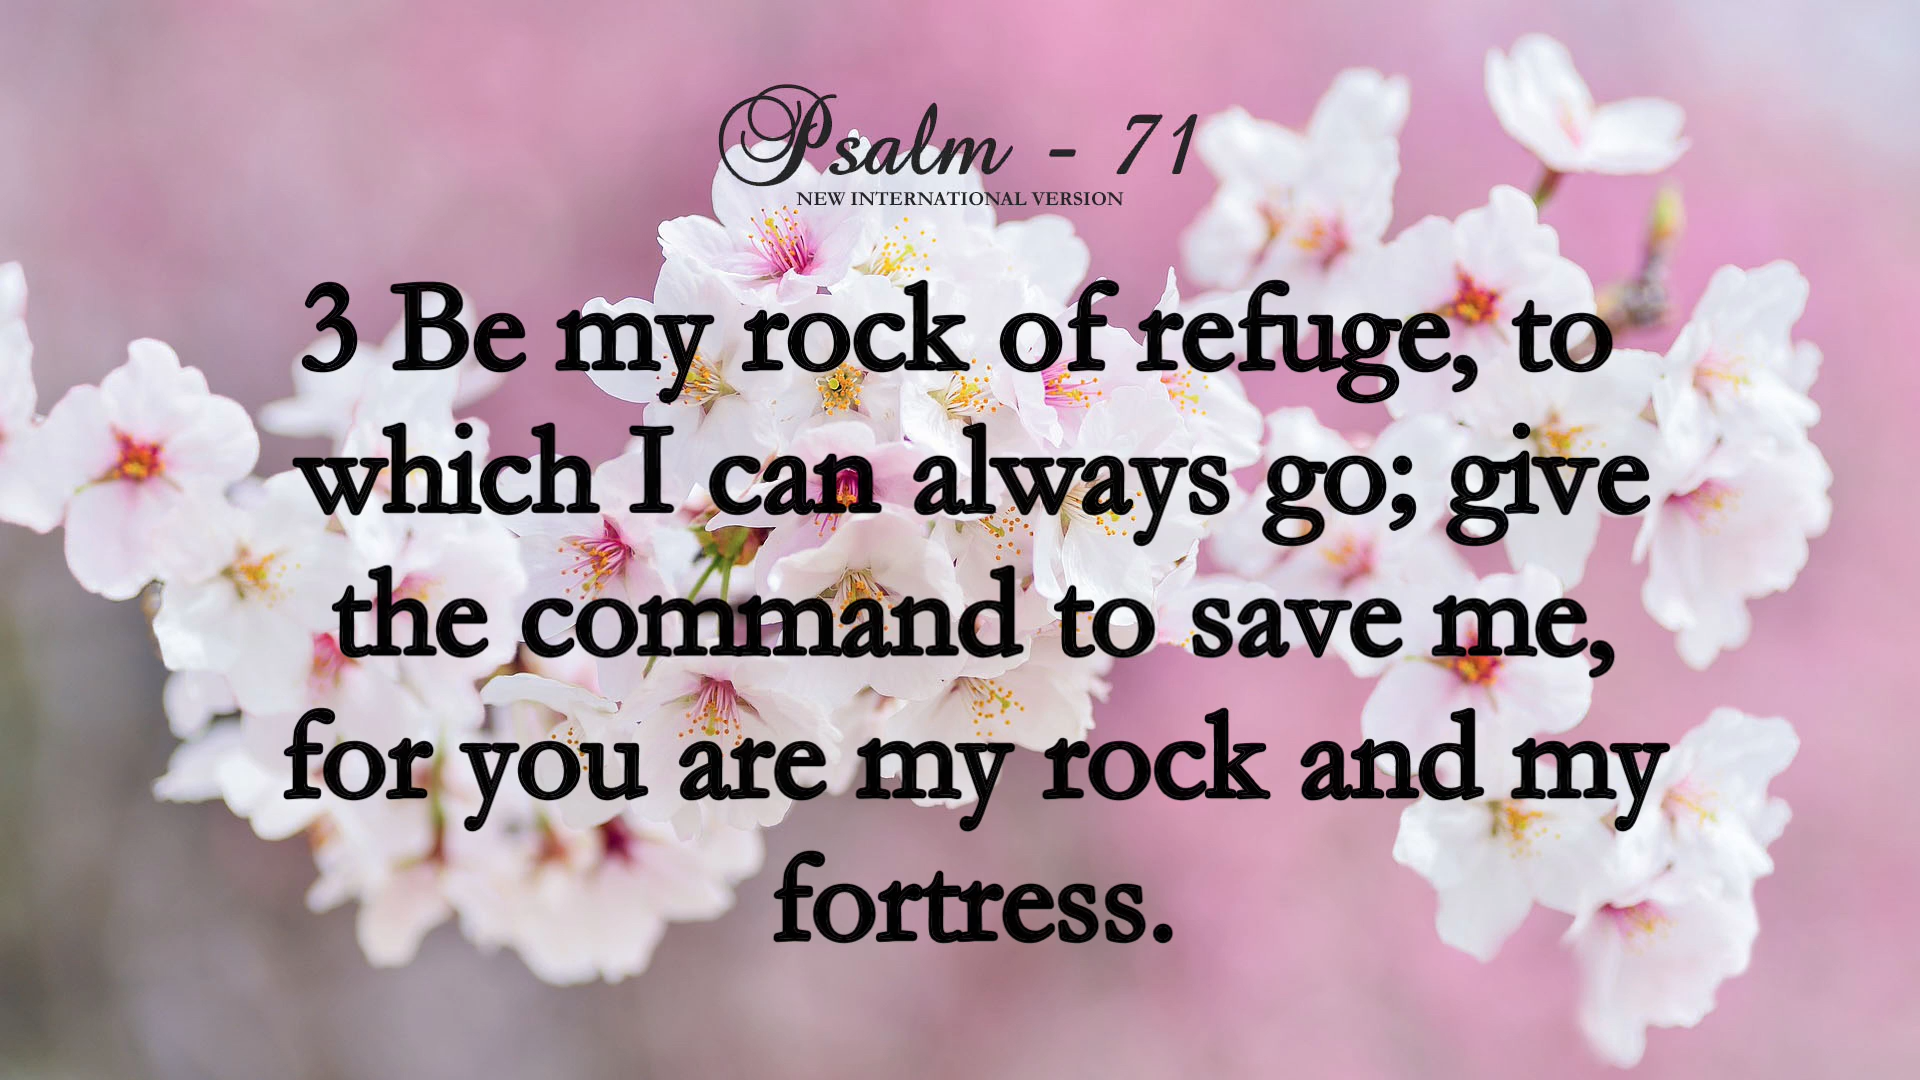 Psalm - 71
NEW INTERNATIONAL VERSION
3 Be my rock of refuge, to
which I can always go; give
the command to save me,
for you are my rock and my
fortress.